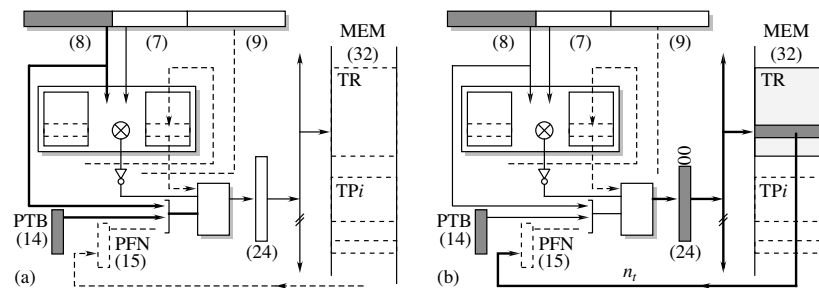 (a)
(8)
(7)
(9)
MEM
(32)
TR
TPi
PTB
(14)
PFN
(15)
(24)
(b)
(8)
(7)
(9)
MEM
(32)
TR
00
TPi
PTB
(14)
PFN
(15)
(24)
nt